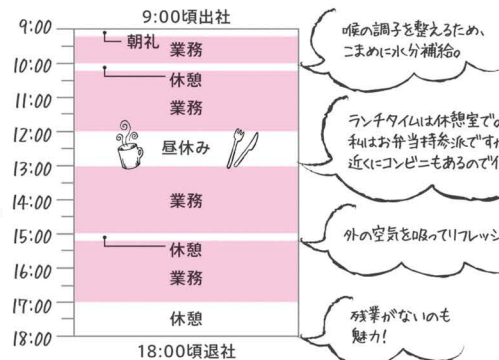 9:00頃出社
9:00
朝礼
業務
10:00
休憩
11:00
業務
12:00
昼休み
13:00
14:00
業務
15:00
休憩
16:00
業務
17:00
休憩
18:00
18:00頃退社
喉の調子を整えるため、
こまめに水分補給。
ランチタイムは休憩室で。
私はお弁当持参派ですが
近くにコンビニもあるので
外の空気を吸ってリフレッシ
残業がないのも
魅力!